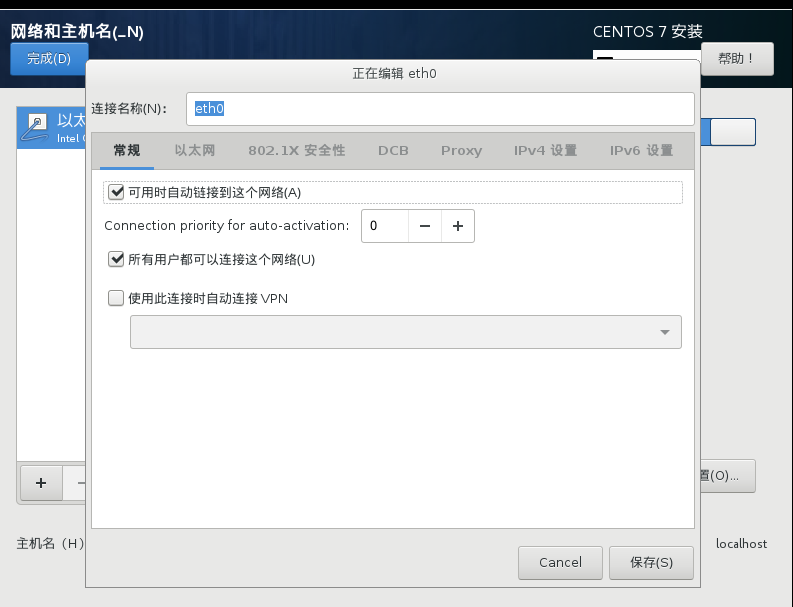 网络和主机名(_N)
CENTOS 7 安装
完成(D)
帮助！
正在编辑 eth0
连接名称(N)：
eth0
以太
Intel
常规
以太网
802.1X 安全性
DCB
Proxy
IPv4 设置
IPv6 设置
可用时自动链接到这个网络(A)
Connection priority for auto-activation:
0
−
+
所有用户都可以连接这个网络(U)
使用此连接时自动连接 VPN
+
−
置(O)...
主机名（H）
localhost
Cancel
保存(S)